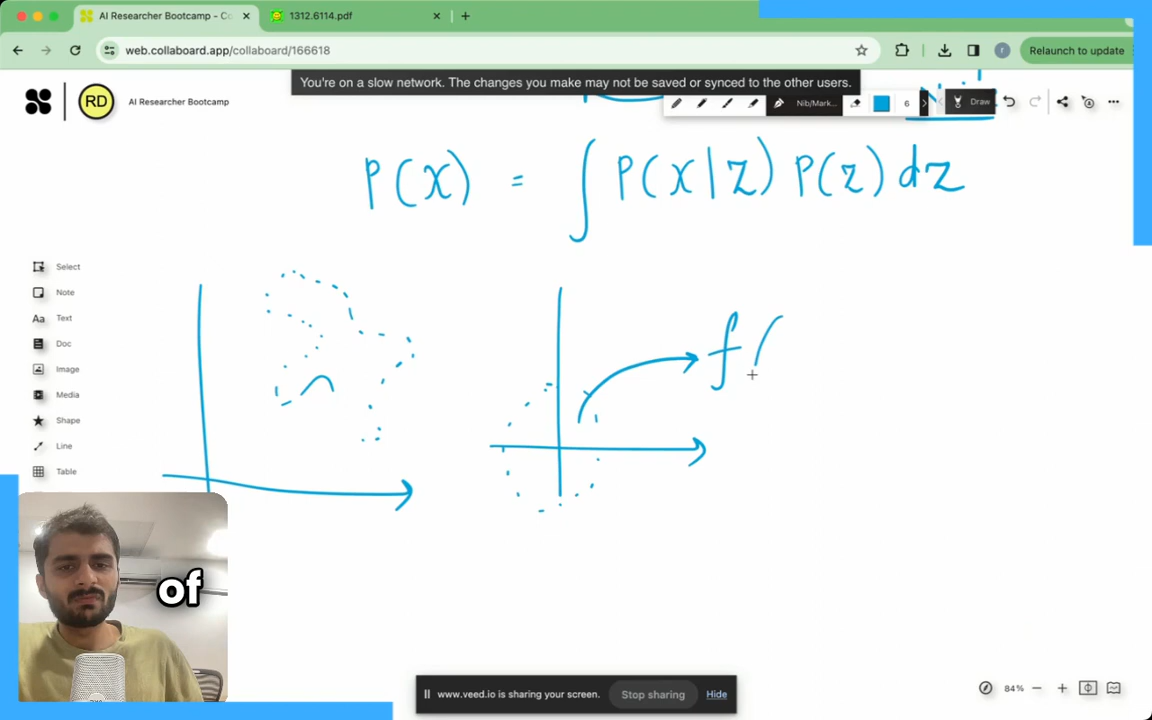 AI Researcher Bootcamp - Co
1312.6114.pdf
web.collaboard.app/collaboard/166618
r
Relaunch to update
You're on a slow network. The changes you make may not be saved or synced to the other users.
RD
AI Researcher Bootcamp
Nib/Mark...
6
Draw
P(x) = ∫ P(x|z) P(z) dz
Select
Note
Aa Text
Doc
Image
Media
Shape
Line
Table
f(
of
www.veed.io is sharing your screen.
Stop sharing
Hide
84%